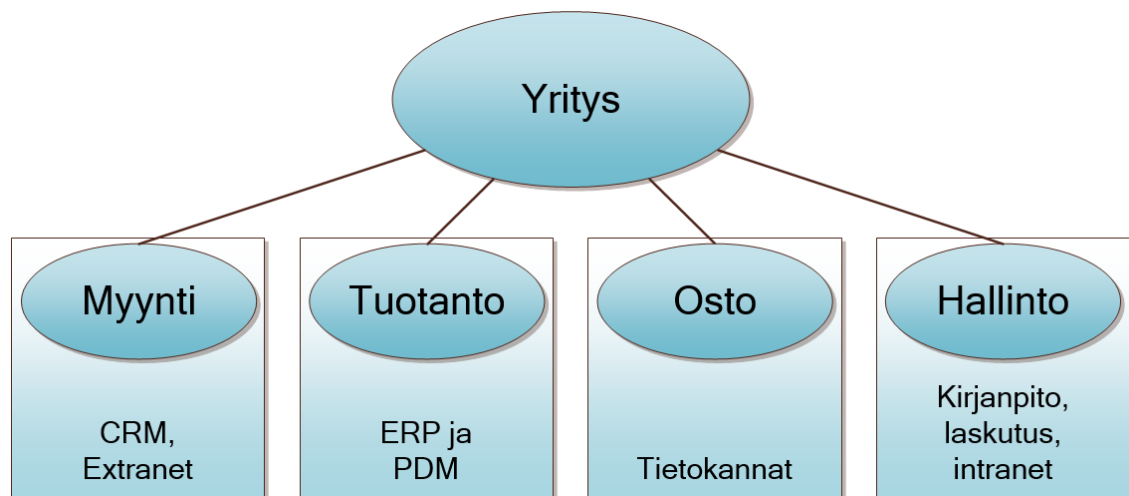 Yritys
Myynti
CRM,
Extranet
Tuotanto
ERP ja
PDM
Osto
Tietokannat
Hallinto
Kirjanpito,
laskutus,
intranet